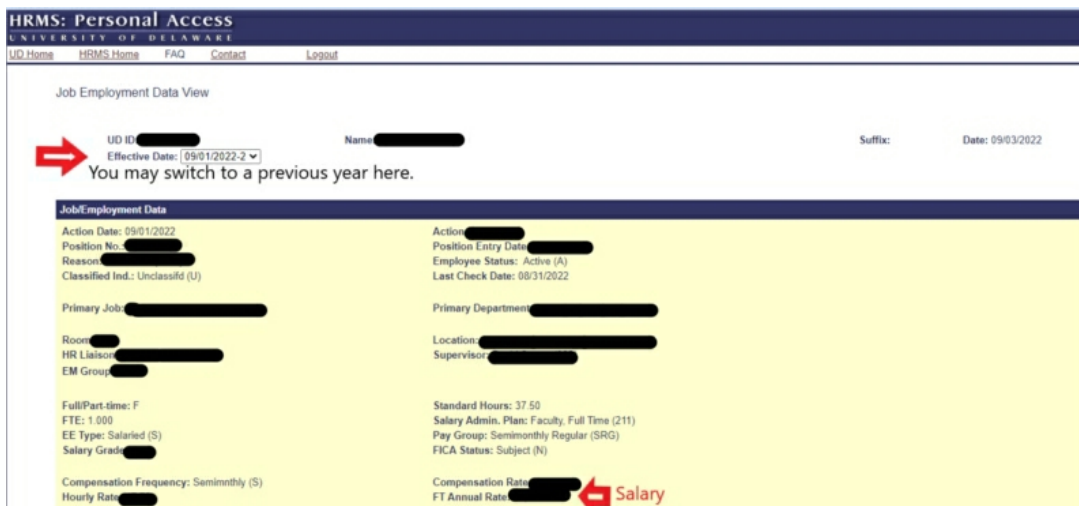 HRMS: Personal Access
UNIVERSITY OF DELAWARE
UD Home HRMS Home FAQ Contact Logout
Job Employment Data View
UD ID Name Suffix: Date: 09/03/2022
Effective Date: 09/01/2022-2
You may switch to a previous year here.
Job/Employment Data
Action Date: 09/01/2022 Action
Position No.: Position Entry Date
Reason: Employee Status: Active (A)
Classified Ind.: Unclassifd (U) Last Check Date: 08/31/2022
Primary Job: Primary Department
Room Location:
HR Liaison Supervisor:
EM Group
Full/Part-time: F Standard Hours: 37.50
FTE: 1.000 Salary Admin. Plan: Faculty, Full Time (211)
EE Type: Salaried (S) Pay Group: Semimonthly Regular (SRG)
Salary Grade FICA Status: Subject (N)
Compensation Frequency: Semimnthly (S) Compensation Rate
Hourly Rate FT Annual Rate Salary